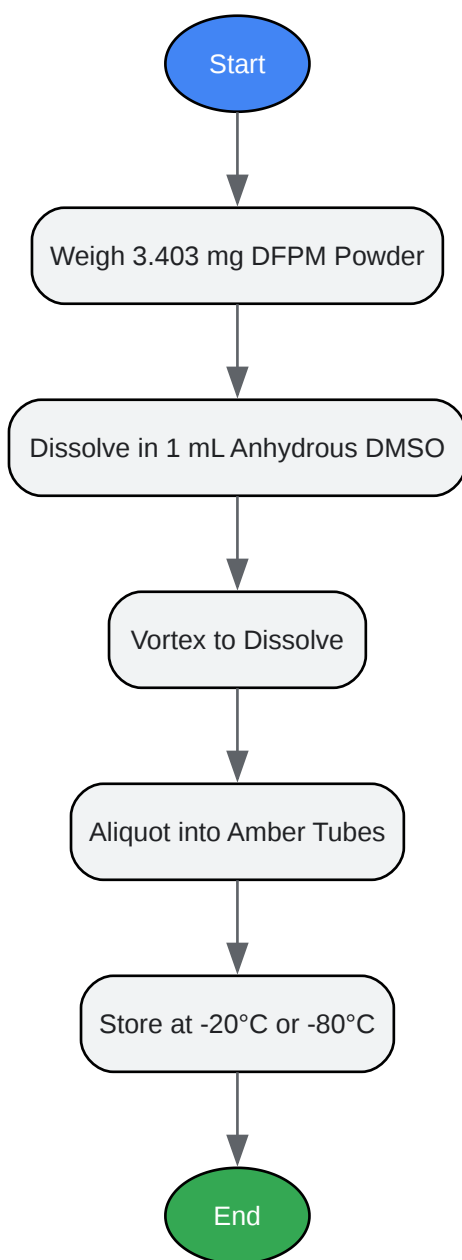 Start
Weigh 3.403 mg DFPM Powder
Dissolve in 1 mL Anhydrous DMSO
Vortex to Dissolve
Aliquot into Amber Tubes
Store at -20°C or -80°C
End